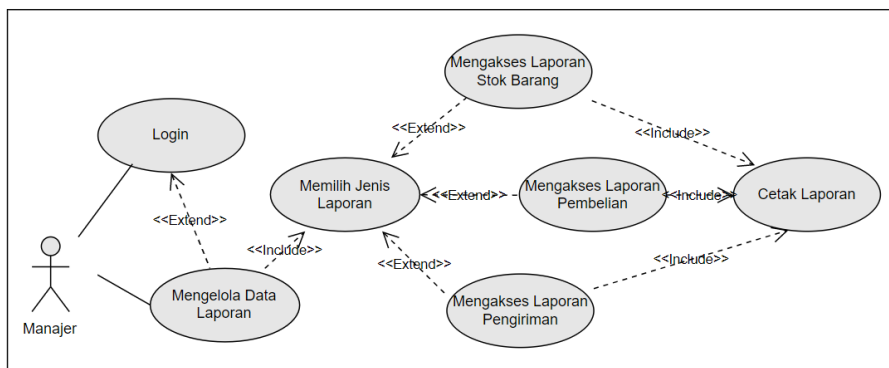 Mengakses Laporan
Stok Barang
<<Extend>>
<<Include>>
Login
Memilih Jenis
Laporan
<<Extend>>
Mengakses Laporan
Pembelian
<<Include>>
Cetak Laporan
<<Extend>>
<<Include>>
<<Extend>>
<<Include>>
Mengelola Data
Laporan
Mengakses Laporan
Pengiriman
Manajer